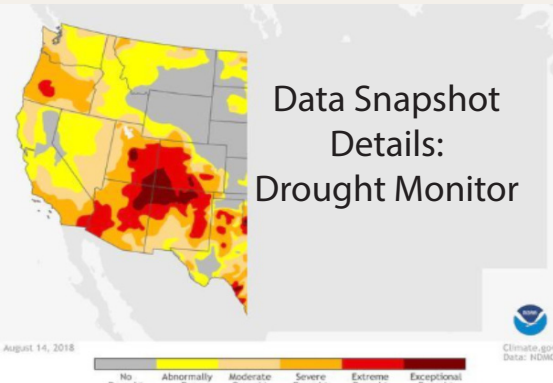 Data Snapshot
Details:
Drought Monitor
August 14, 2018
Climate.gov
Data: NDMC
No Abnormally Moderate Severe Extreme Exceptional